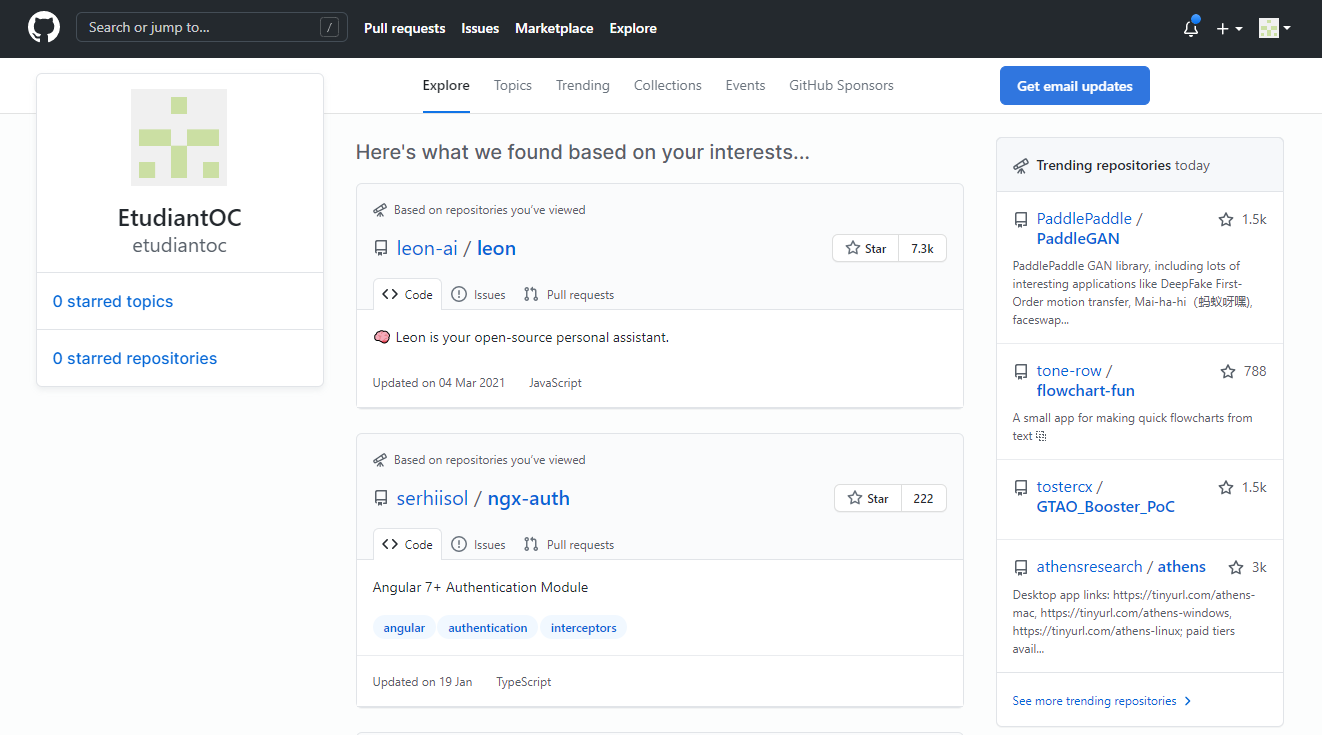 Search or jump to... /
Pull requests Issues Marketplace Explore
Explore Topics Trending Collections Events GitHub Sponsors
Get email updates
EtudiantOC
etudiantoc
0 starred topics
0 starred repositories
Here's what we found based on your interests...
Based on repositories you've viewed
leon-ai / leon
Star 7.3k
Code Issues Pull requests
Leon is your open-source personal assistant.
Updated on 04 Mar 2021 JavaScript
Based on repositories you've viewed
serhiisol / ngx-auth
Star 222
Code Issues Pull requests
Angular 7+ Authentication Module
angular authentication interceptors
Updated on 19 Jan TypeScript
Trending repositories today
PaddlePaddle / 1.5k
PaddleGAN
PaddlePaddle GAN library, including lots of
interesting applications like DeepFake First-
Order motion transfer, Mai-ha-hi（蚂蚁呀嘿),
faceswap...
tone-row / 788
flowchart-fun
A small app for making quick flowcharts from
text
tostercx / 1.5k
GTAO_Booster_PoC
athensresearch / athens 3k
Desktop app links: https://tinyurl.com/athens-
mac, https://tinyurl.com/athens-windows,
https://tinyurl.com/athens-linux; paid tiers
avail...
See more trending repositories